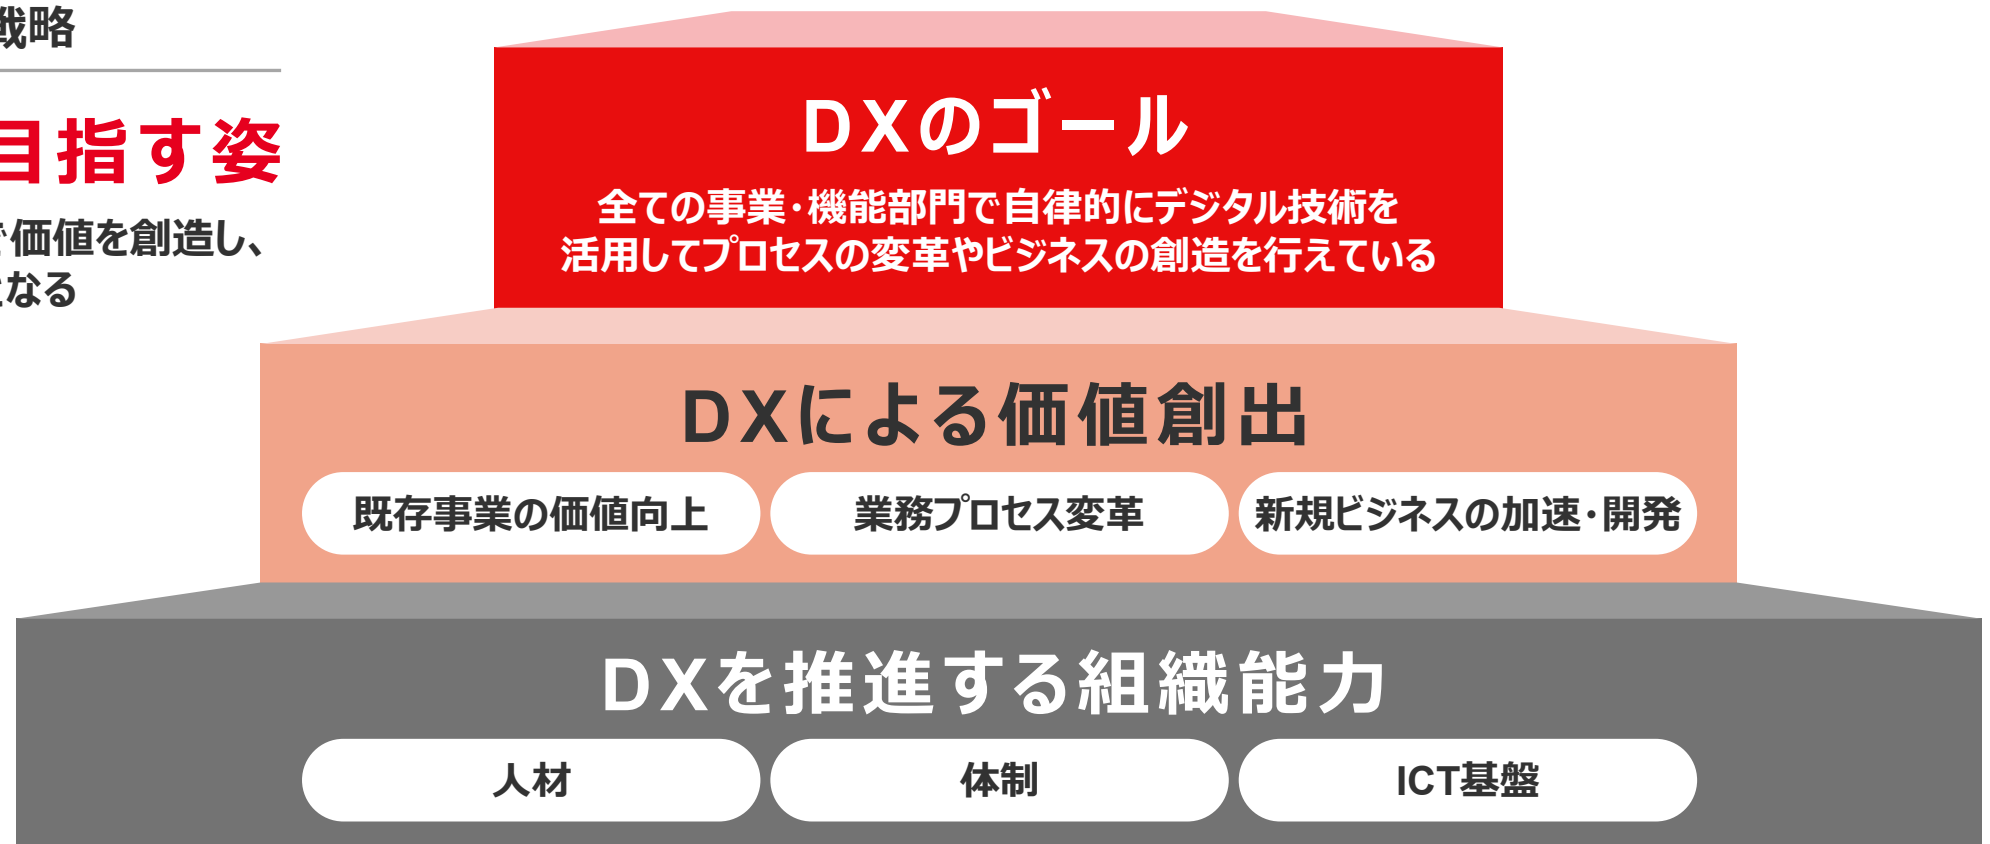 戦略
目指す姿
で価値を創造し、
となる
DXのゴール
全ての事業・機能部門で自律的にデジタル技術を
活用してプロセスの変革やビジネスの創造を行えている
DXによる価値創出
既存事業の価値向上
業務プロセス変革
新規ビジネスの加速・開発
DXを推進する組織能力
人材
体制
ICT基盤